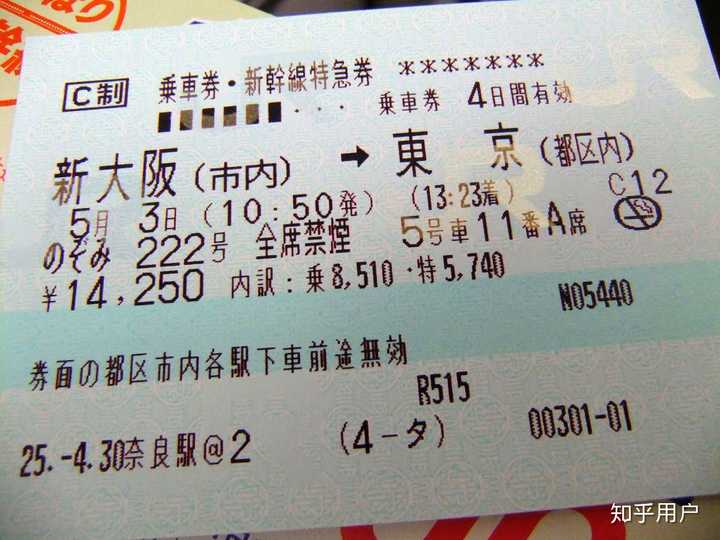 C制 乗車券・新幹線特急券 *******
乗車券 4日間有効
新大阪(市内) → 東京(都区内)
5月 3日(10:50発) (13:23着) C12
のぞみ 222号 全席禁煙 5号車11番A席
¥14,250 内訳:乗8,510・特5,740
N05440
券面の都区市内各駅下車前途無効
R515
25.-4.30奈良駅@2 (4-タ) 00301-01
知乎用户